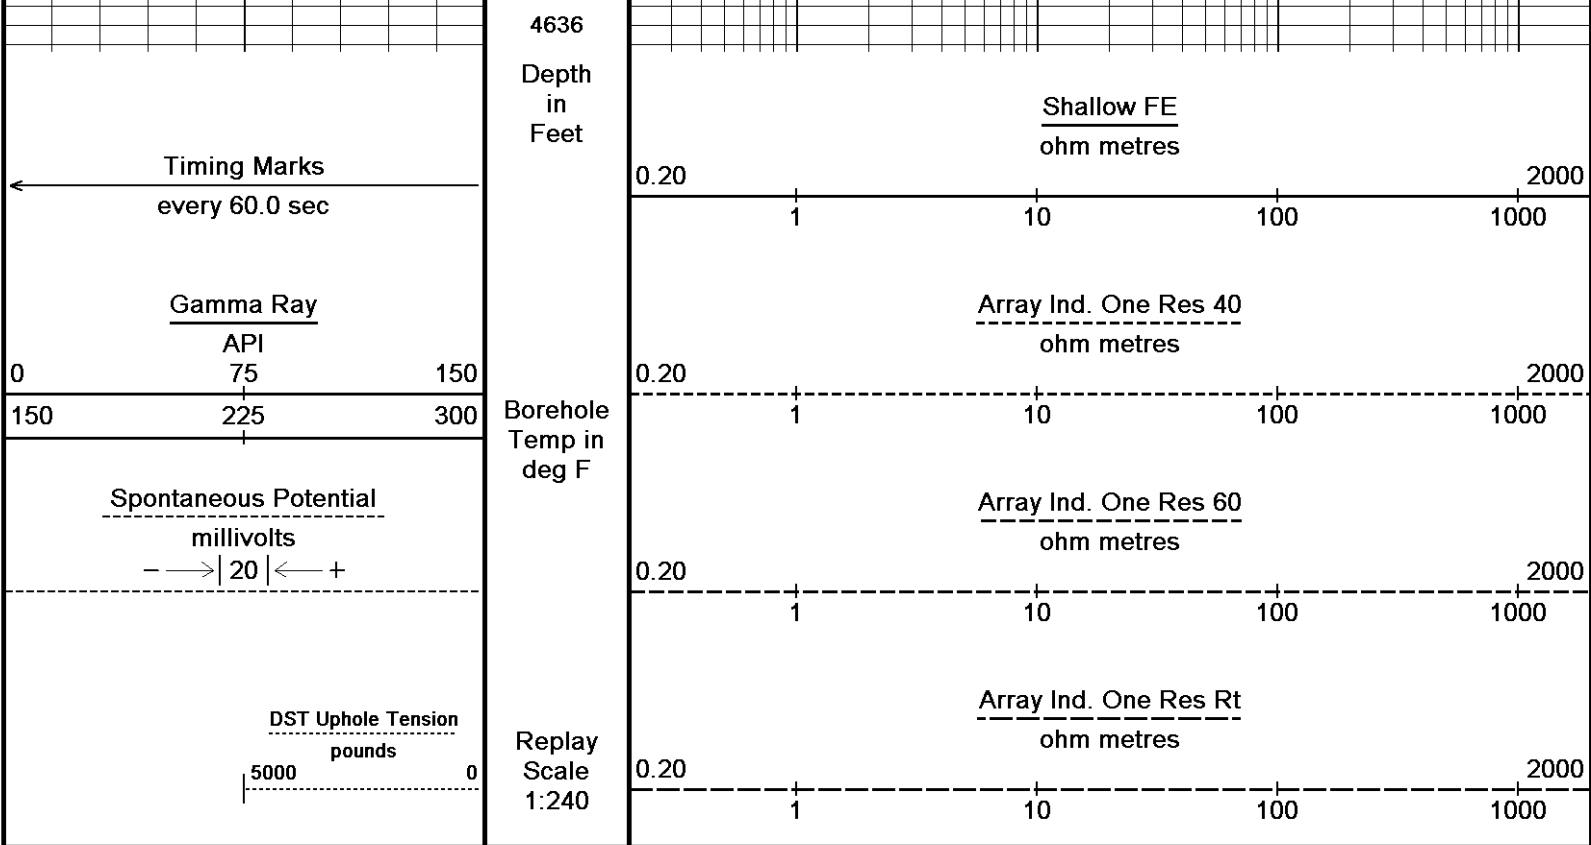 4636
Depth
in
Feet
Timing Marks
every 60.0 sec
Gamma Ray
API
0 75 150
150 225 300
Spontaneous Potential
millivolts
− 20 +
DST Uphole Tension
pounds
5000 0
Borehole
Temp in
deg F
Replay
Scale
1:240
Shallow FE
ohm metres
0.20 2000
1 10 100 1000
Array Ind. One Res 40
ohm metres
0.20 2000
1 10 100 1000
Array Ind. One Res 60
ohm metres
0.20 2000
1 10 100 1000
Array Ind. One Res Rt
ohm metres
0.20 2000
1 10 100 1000